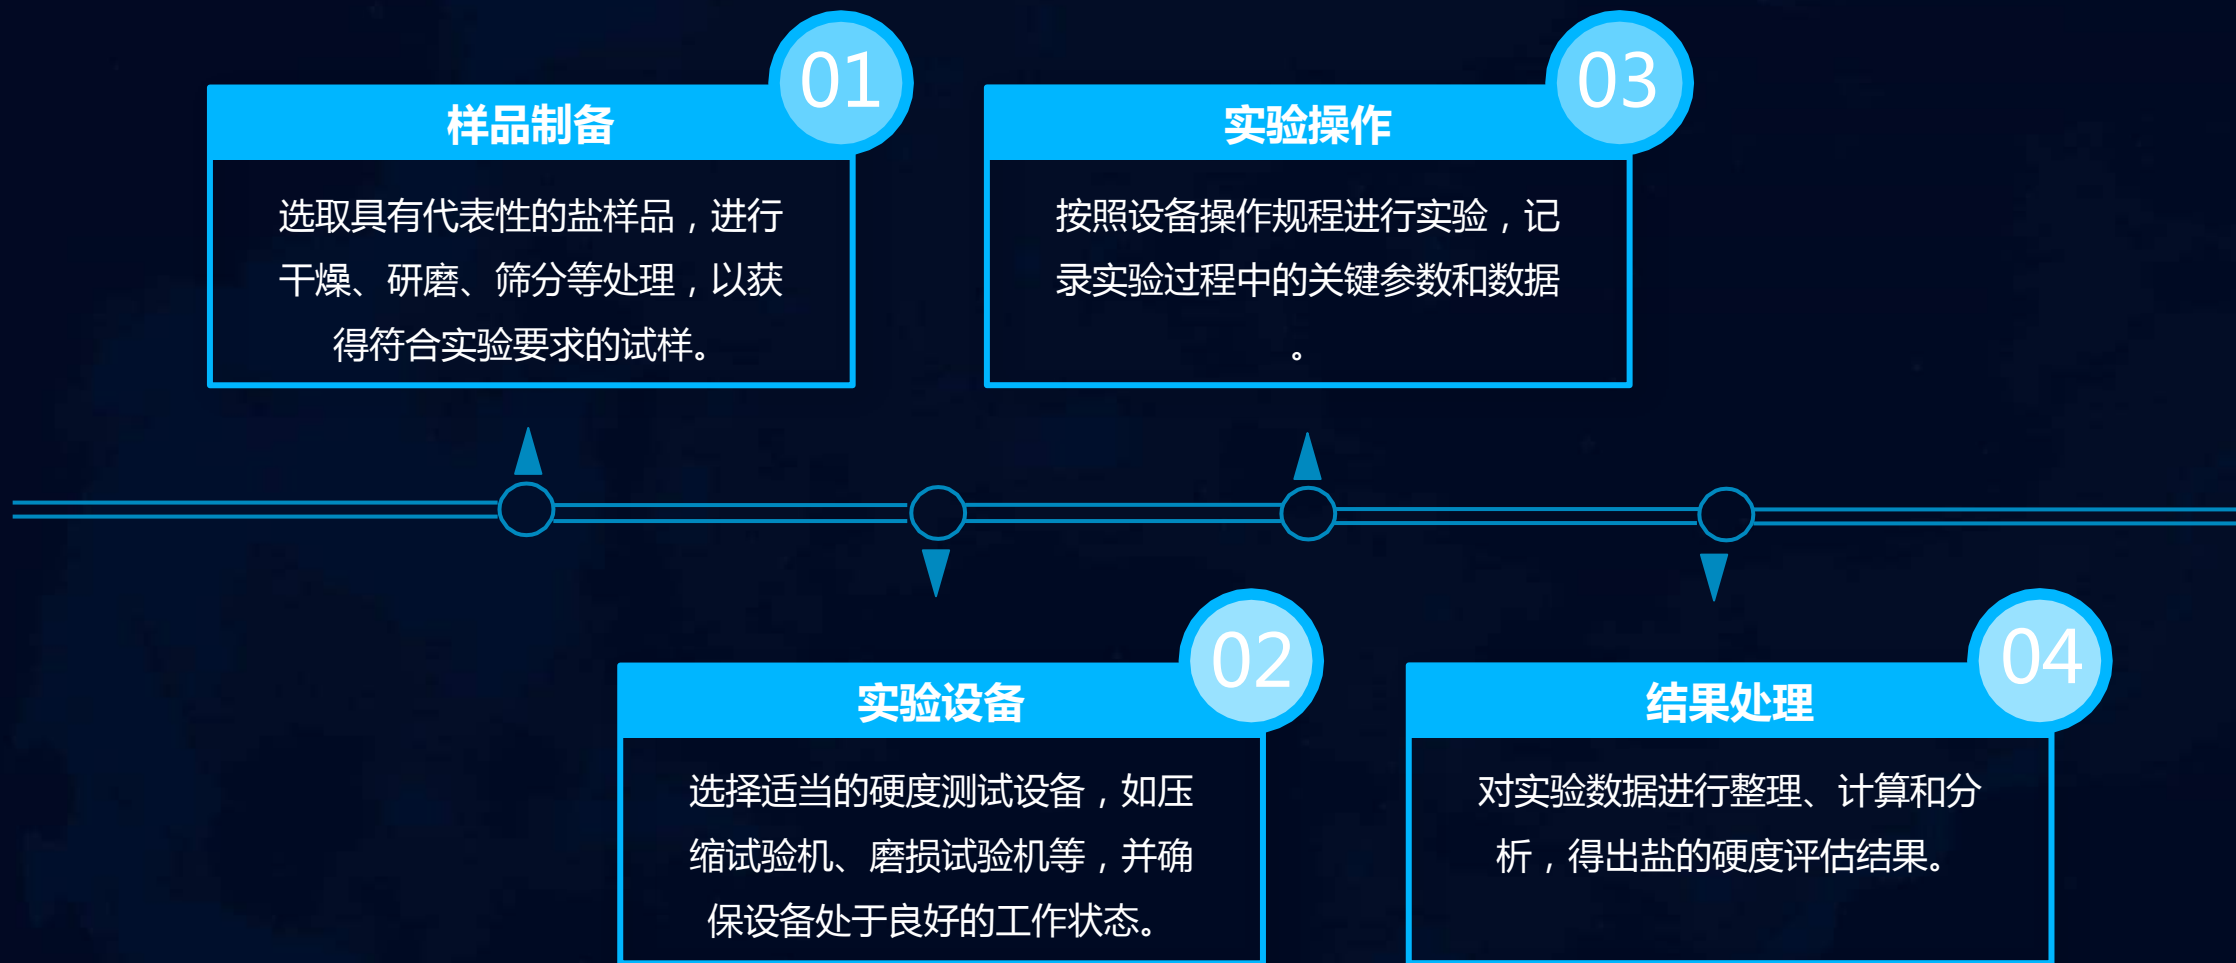 01
样品制备
选取具有代表性的盐样品，进行
干燥、研磨、筛分等处理，以获
得符合实验要求的试样。
02
实验设备
选择适当的硬度测试设备，如压
缩试验机、磨损试验机等，并确
保设备处于良好的工作状态。
03
实验操作
按照设备操作规程进行实验，记
录实验过程中的关键参数和数据
。
04
结果处理
对实验数据进行整理、计算和分
析，得出盐的硬度评估结果。